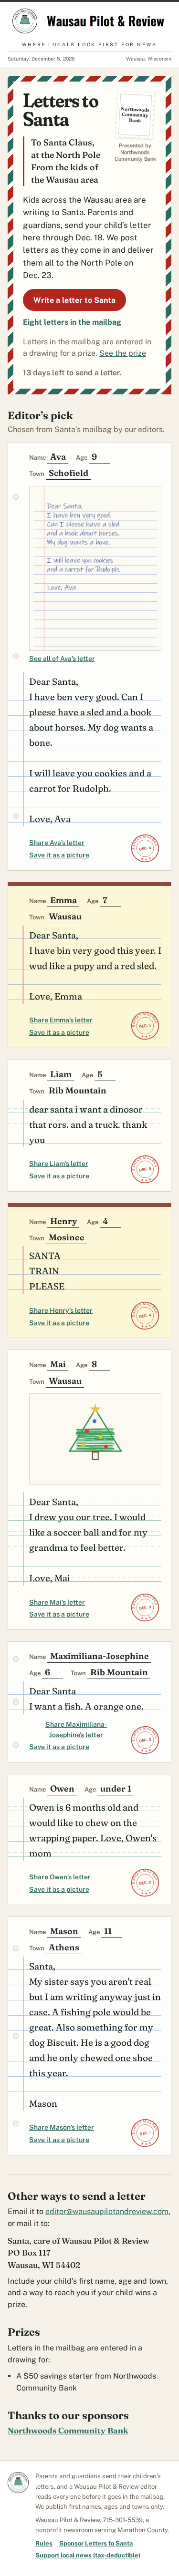 Wausau Pilot & Review
WHERE LOCALS LOOK FIRST FOR NEWS
Saturday, December 5, 2026
Wausau, Wisconsin
Letters to
Santa
Northwoods
Community
Bank
Presented by
Northwoods
Community Bank
To Santa Claus,
at the North Pole
From the kids of
the Wausau area
Kids across the Wausau area are
writing to Santa. Parents and
guardians, send your child's letter
here through Dec. 18. We post
letters as they come in and deliver
them all to the North Pole on
Dec. 23.
Write a letter to Santa
Eight letters in the mailbag
Letters in the mailbag are entered in
a drawing for a prize. See the prize
13 days left to send a letter.
Editor's pick
Chosen from Santa's mailbag by our editors.
Name Ava Age 9
Town Schofield
Dear Santa,
I have ben very good.
Can I pleese have a sled
and a book about horses.
My dog wants a bone.
I will leave you cookies
and a carrot for Rudolph.
Love, Ava
See all of Ava's letter
Dear Santa,
I have ben very good. Can I
pleese have a sled and a book
about horses. My dog wants a
bone.
I will leave you cookies and a
carrot for Rudolph.
Love, Ava
Share Ava's letter
Save it as a picture
DEC. 4
Name Emma Age 7
Town Wausau
Dear Santa,
I have bin very good this yeer. I
wud like a pupy and a red sled.
Love, Emma
Share Emma's letter
Save it as a picture
Name Liam Age 5
Town Rib Mountain
dear santa i want a dinosor
that rors. and a truck. thank
you
Share Liam's letter
Save it as a picture
Name Henry Age 4
Town Mosinee
SANTA
TRAIN
PLEASE
Share Henry's letter
Save it as a picture
Name Mai Age 8
Town Wausau
Dear Santa,
I drew you our tree. I would
like a soccer ball and for my
grandma to feel better.
Love, Mai
Share Mai's letter
Save it as a picture
Name Maximiliana-Josephine
Age 6 Town Rib Mountain
Dear Santa
I want a fish. A orange one.
Share Maximiliana-
Josephine's letter
Save it as a picture
Name Owen Age under 1
Owen is 6 months old and
would like to chew on the
wrapping paper. Love, Owen's
mom
Share Owen's letter
Save it as a picture
Name Mason Age 11
Town Athens
Santa,
My sister says you aren't real
but I am writing anyway just in
case. A fishing pole would be
great. Also something for my
dog Biscuit. He is a good dog
and he only chewed one shoe
this year.
Mason
Share Mason's letter
Save it as a picture
Other ways to send a letter
Email it to editor@wausaupilotandreview.com,
or mail it to:
Santa, care of Wausau Pilot & Review
PO Box 117
Wausau, WI 54402
Include your child's first name, age and town,
and a way to reach you if your child wins a
prize.
Prizes
Letters in the mailbag are entered in a
drawing for:
• A $50 savings starter from Northwoods
Community Bank
Thanks to our sponsors
Northwoods Community Bank
Parents and guardians send their children's
letters, and a Wausau Pilot & Review editor
reads every one before it goes in the mailbag.
We publish first names, ages and towns only.
Wausau Pilot & Review, 715-301-5539, a
nonprofit newsroom serving Marathon County.
Rules Sponsor Letters to Santa
Support local news (tax-deductible)